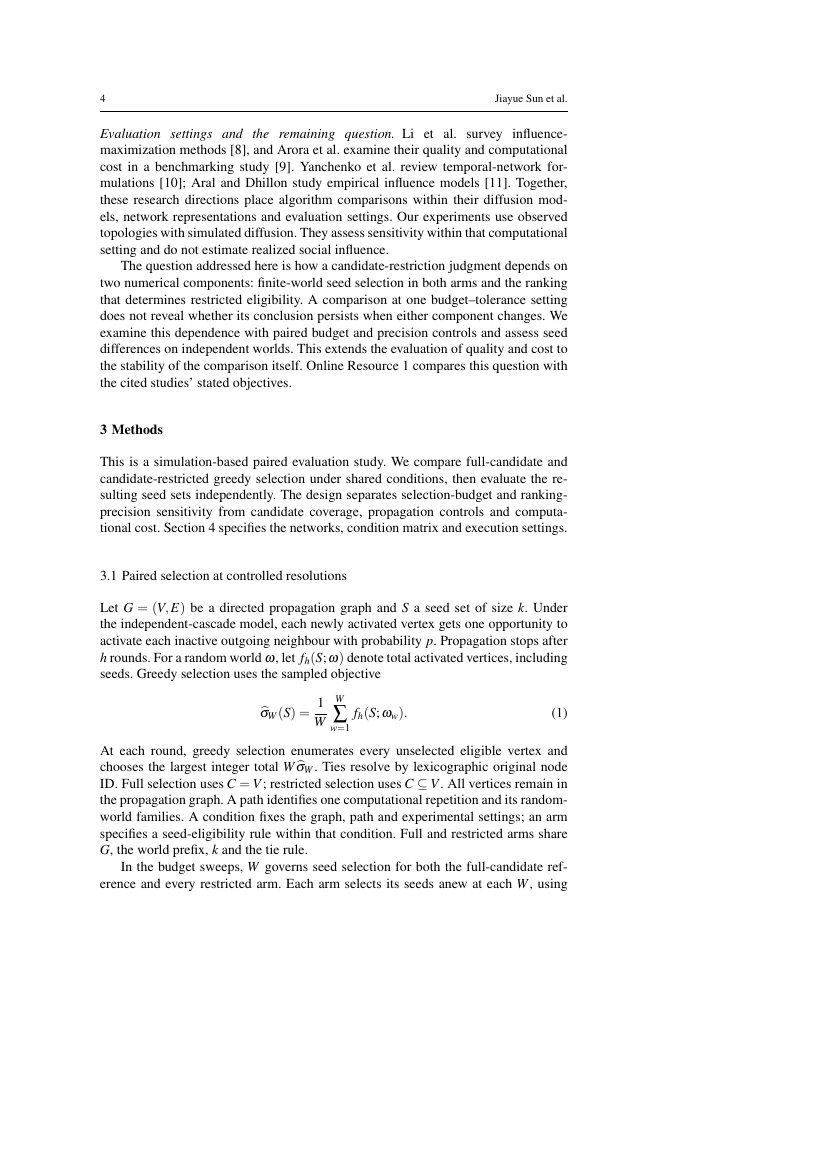 4
Jiayue Sun et al.
Evaluation settings and the remaining question. Li et al. survey influence-
maximization methods [8], and Arora et al. examine their quality and computational
cost in a benchmarking study [9]. Yanchenko et al. review temporal-network for-
mulations [10]; Aral and Dhillon study empirical influence models [11]. Together,
these research directions place algorithm comparisons within their diffusion mod-
els, network representations and evaluation settings. Our experiments use observed
topologies with simulated diffusion. They assess sensitivity within that computational
setting and do not estimate realized social influence.
The question addressed here is how a candidate-restriction judgment depends on
two numerical components: finite-world seed selection in both arms and the ranking
that determines restricted eligibility. A comparison at one budget–tolerance setting
does not reveal whether its conclusion persists when either component changes. We
examine this dependence with paired budget and precision controls and assess seed
differences on independent worlds. This extends the evaluation of quality and cost to
the stability of the comparison itself. Online Resource 1 compares this question with
the cited studies' stated objectives.
3 Methods
This is a simulation-based paired evaluation study. We compare full-candidate and
candidate-restricted greedy selection under shared conditions, then evaluate the re-
sulting seed sets independently. The design separates selection-budget and ranking-
precision sensitivity from candidate coverage, propagation controls and computa-
tional cost. Section 4 specifies the networks, condition matrix and execution settings.
3.1 Paired selection at controlled resolutions
Let G = (V, E) be a directed propagation graph and S a seed set of size k. Under
the independent-cascade model, each newly activated vertex gets one opportunity to
activate each inactive outgoing neighbour with probability p. Propagation stops after
h rounds. For a random world ω, let f_h(S; ω) denote total activated vertices, including
seeds. Greedy selection uses the sampled objective
σ̂_W(S) = 1/W ∑_{w=1}^{W} f_h(S; ω_w). (1)
At each round, greedy selection enumerates every unselected eligible vertex and
chooses the largest integer total Wσ̂_W. Ties resolve by lexicographic original node
ID. Full selection uses C = V; restricted selection uses C ⊆ V. All vertices remain in
the propagation graph. A path identifies one computational repetition and its random-
world families. A condition fixes the graph, path and experimental settings; an arm
specifies a seed-eligibility rule within that condition. Full and restricted arms share
G, the world prefix, k and the tie rule.
In the budget sweeps, W governs seed selection for both the full-candidate ref-
erence and every restricted arm. Each arm selects its seeds anew at each W, using